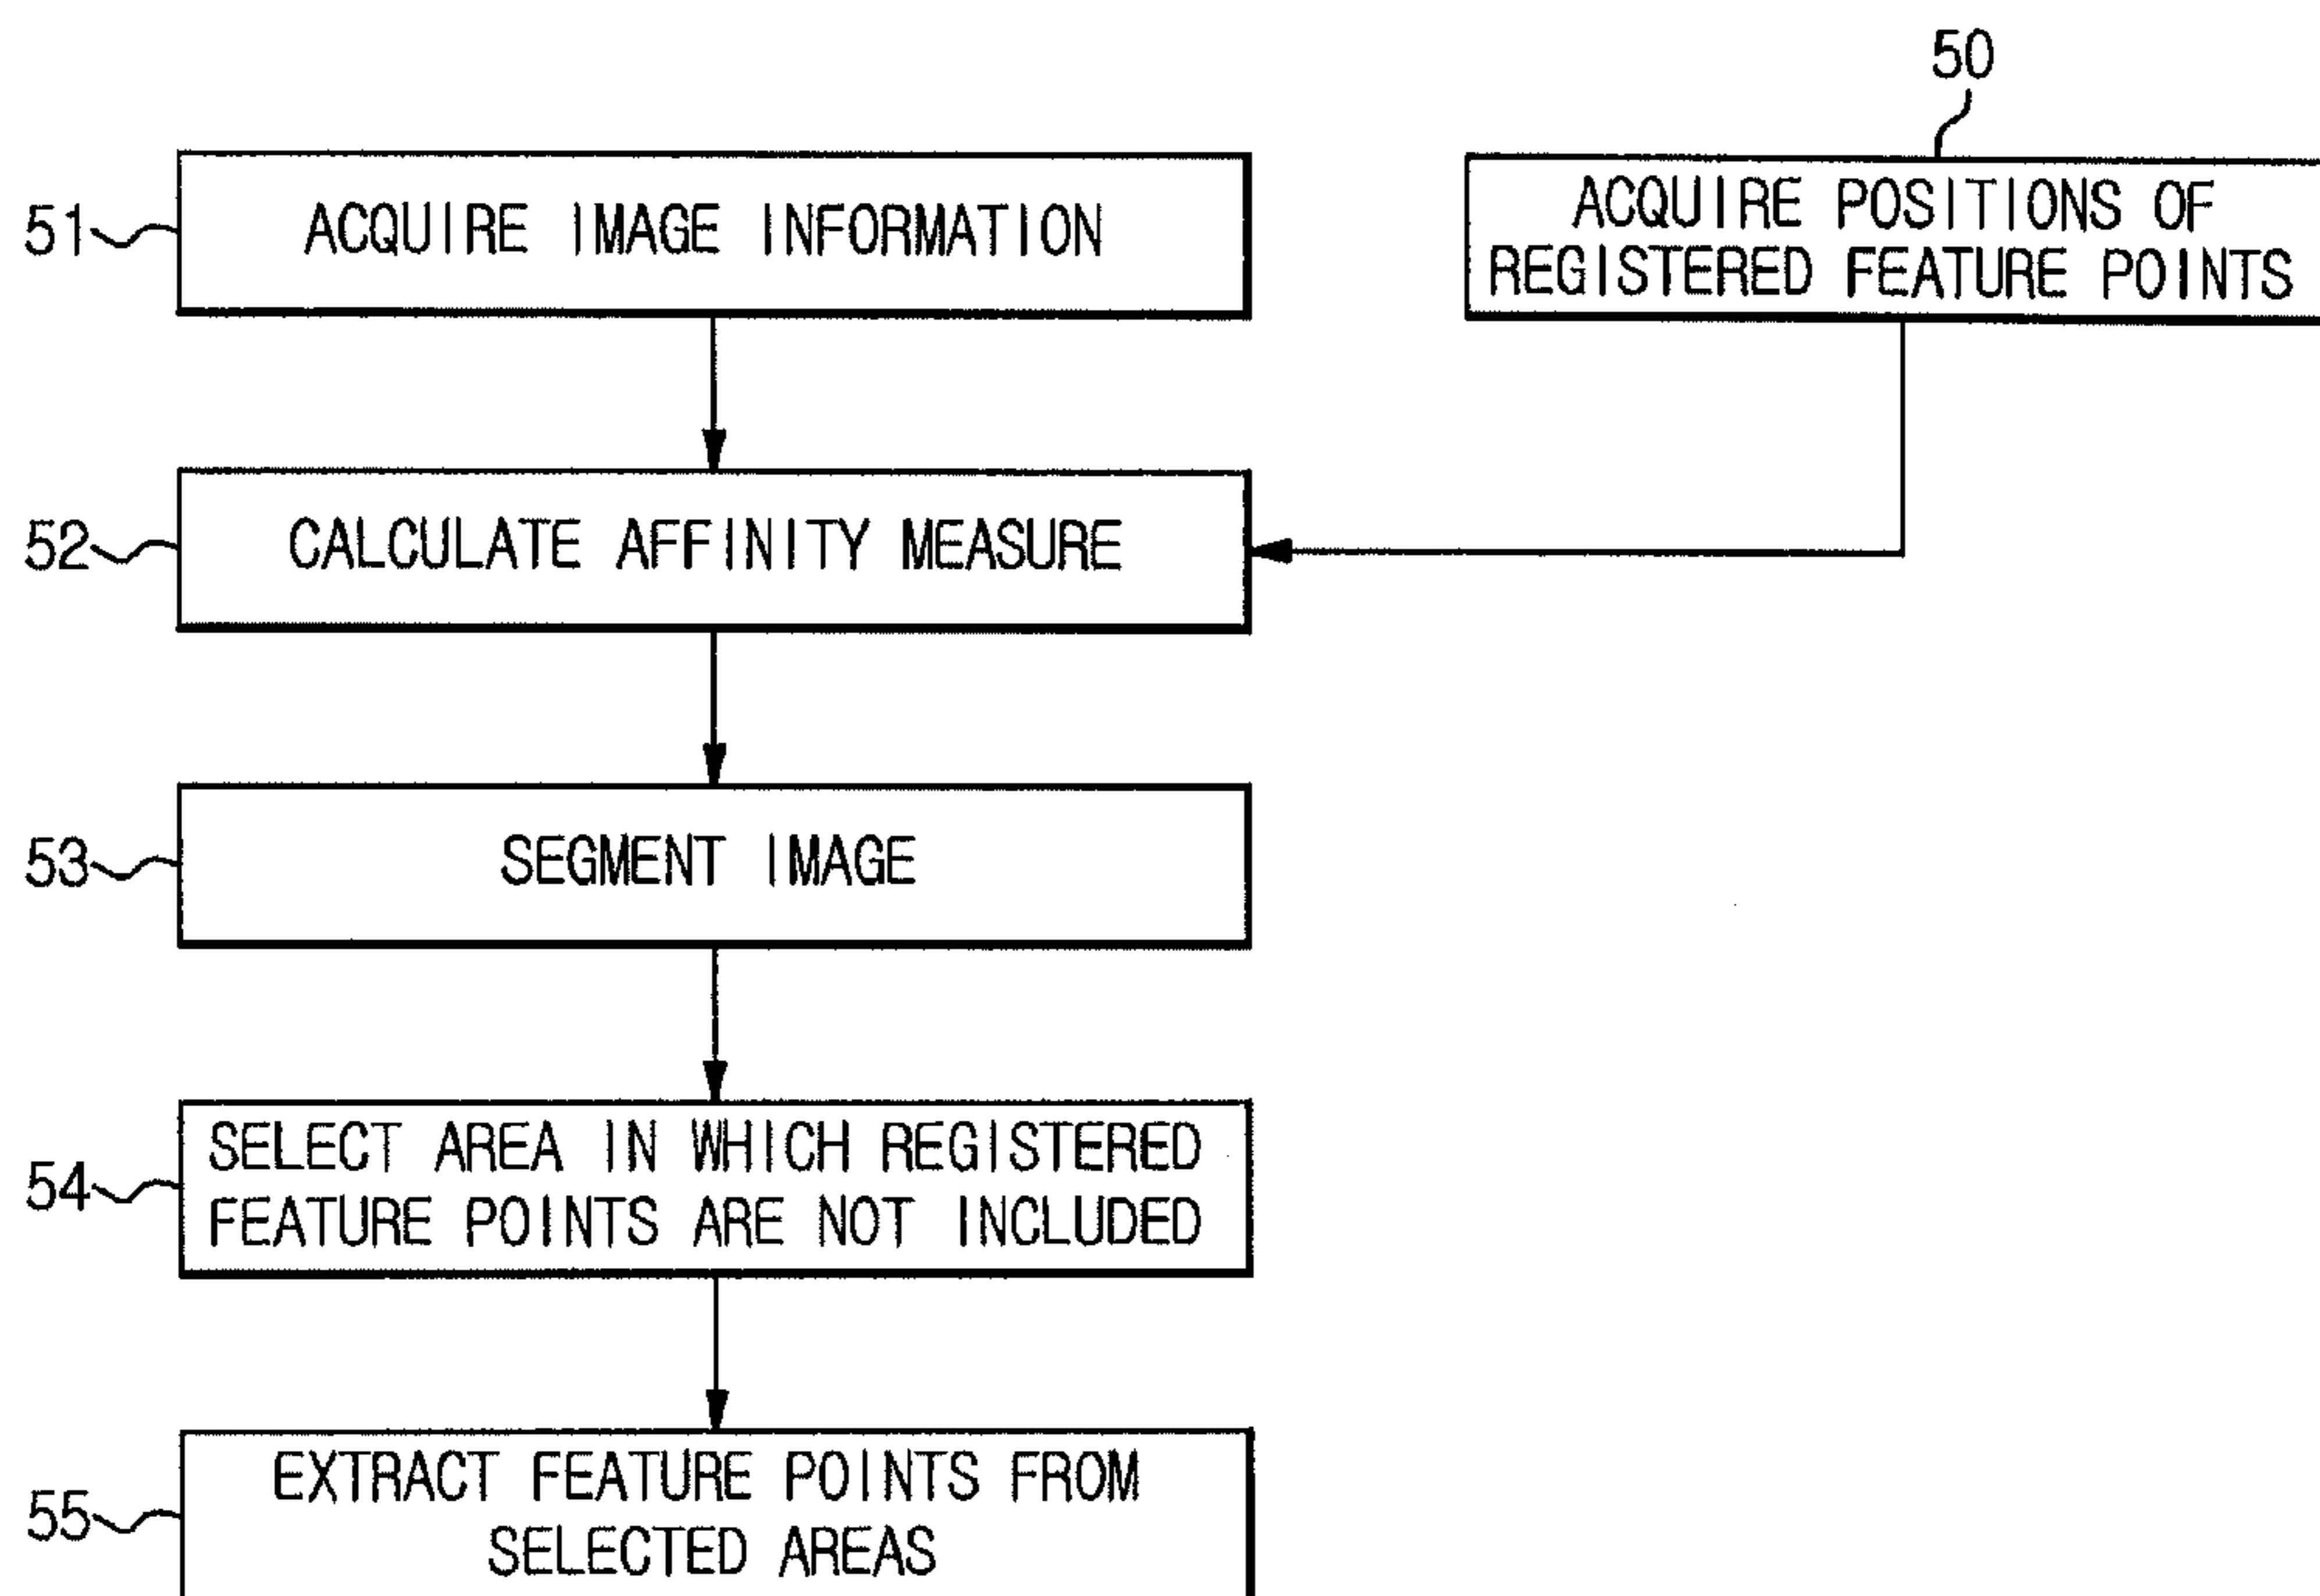 50
51
ACQUIRE IMAGE INFORMATION
ACQUIRE POSITIONS OF
REGISTERED FEATURE POINTS
52
CALCULATE AFFINITY MEASURE
53
SEGMENT IMAGE
54
SELECT AREA IN WHICH REGISTERED
FEATURE POINTS ARE NOT INCLUDED
55
EXTRACT FEATURE POINTS FROM
SELECTED AREAS